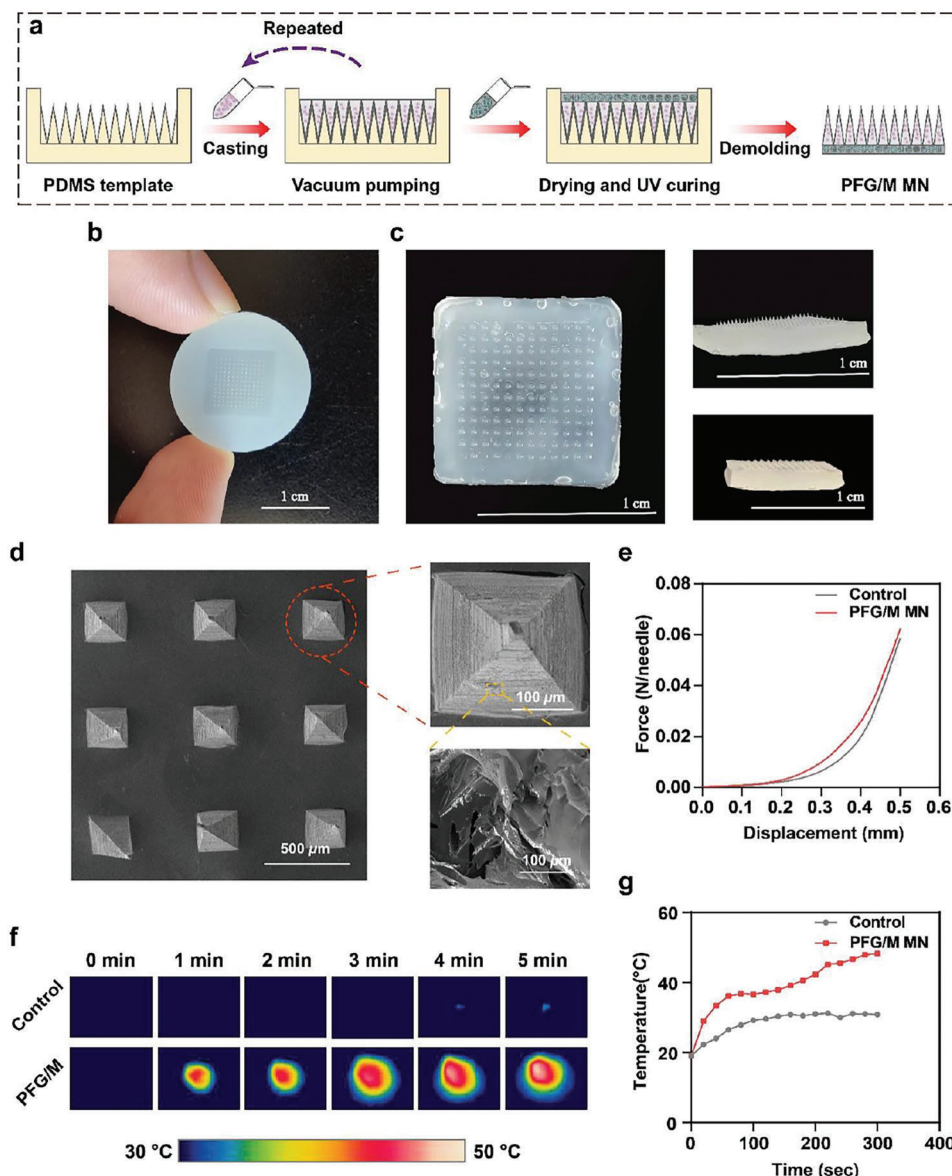 a
Repeated
Casting
Demolding
PDMS template
Vacuum pumping
Drying and UV curing
PFG/M MN
b
1 cm
c
1 cm
1 cm
1 cm
d
500 µm
100 µm
100 µm
e
Force (N/needle)
0.08
0.06
0.04
0.02
0.00
Control
PFG/M MN
0.0 0.1 0.2 0.3 0.4 0.5 0.6
Displacement (mm)
f
0 min 1 min 2 min 3 min 4 min 5 min
Control
PFG/M
30 °C 50 °C
g
Temperature(°C)
60
40
20
0
Control
PFG/M MN
0 100 200 300 400
Time (sec)